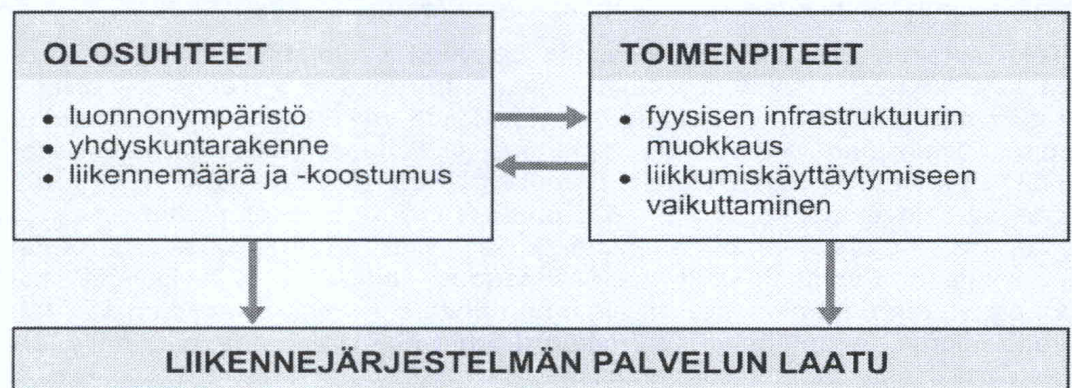 OLOSUHTEET
• luonnonympäristö
• yhdyskuntarakenne
• liikennemäärä ja -koostumus
TOIMENPITEET
• fyysisen infrastruktuurin
muokkaus
• liikkumiskäyttäytymiseen
vaikuttaminen
LIIKENNEJÄRJESTELMÄN PALVELUN LAATU